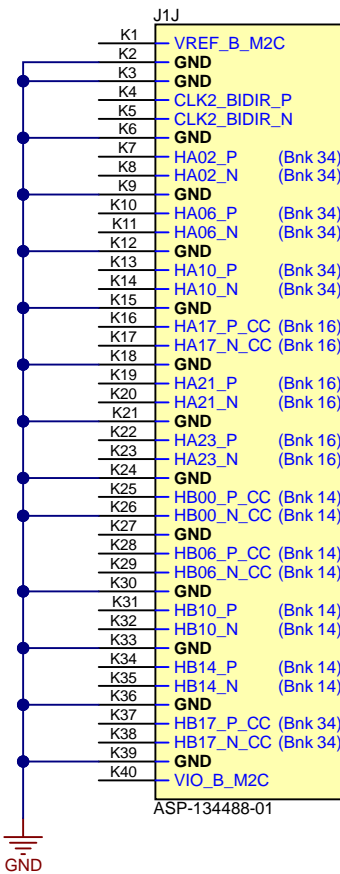 J1J
K1 VREF_B_M2C
K2 GND
K3 GND
K4 CLK2_BIDIR_P
K5 CLK2_BIDIR_N
K6 GND
K7 HA02_P (Bnk 34)
K8 HA02_N (Bnk 34)
K9 GND
K10 HA06_P (Bnk 34)
K11 HA06_N (Bnk 34)
K12 GND
K13 HA10_P (Bnk 34)
K14 HA10_N (Bnk 34)
K15 GND
K16 HA17_P_CC (Bnk 16)
K17 HA17_N_CC (Bnk 16)
K18 GND
K19 HA21_P (Bnk 16)
K20 HA21_N (Bnk 16)
K21 GND
K22 HA23_P (Bnk 16)
K23 HA23_N (Bnk 16)
K24 GND
K25 HB00_P_CC (Bnk 14)
K26 HB00_N_CC (Bnk 14)
K27 GND
K28 HB06_P_CC (Bnk 14)
K29 HB06_N_CC (Bnk 14)
K30 GND
K31 HB10_P (Bnk 14)
K32 HB10_N (Bnk 14)
K33 GND
K34 HB14_P (Bnk 14)
K35 HB14_N (Bnk 14)
K36 GND
K37 HB17_P_CC (Bnk 34)
K38 HB17_N_CC (Bnk 34)
K39 GND
K40 VIO_B_M2C
ASP-134488-01
GND